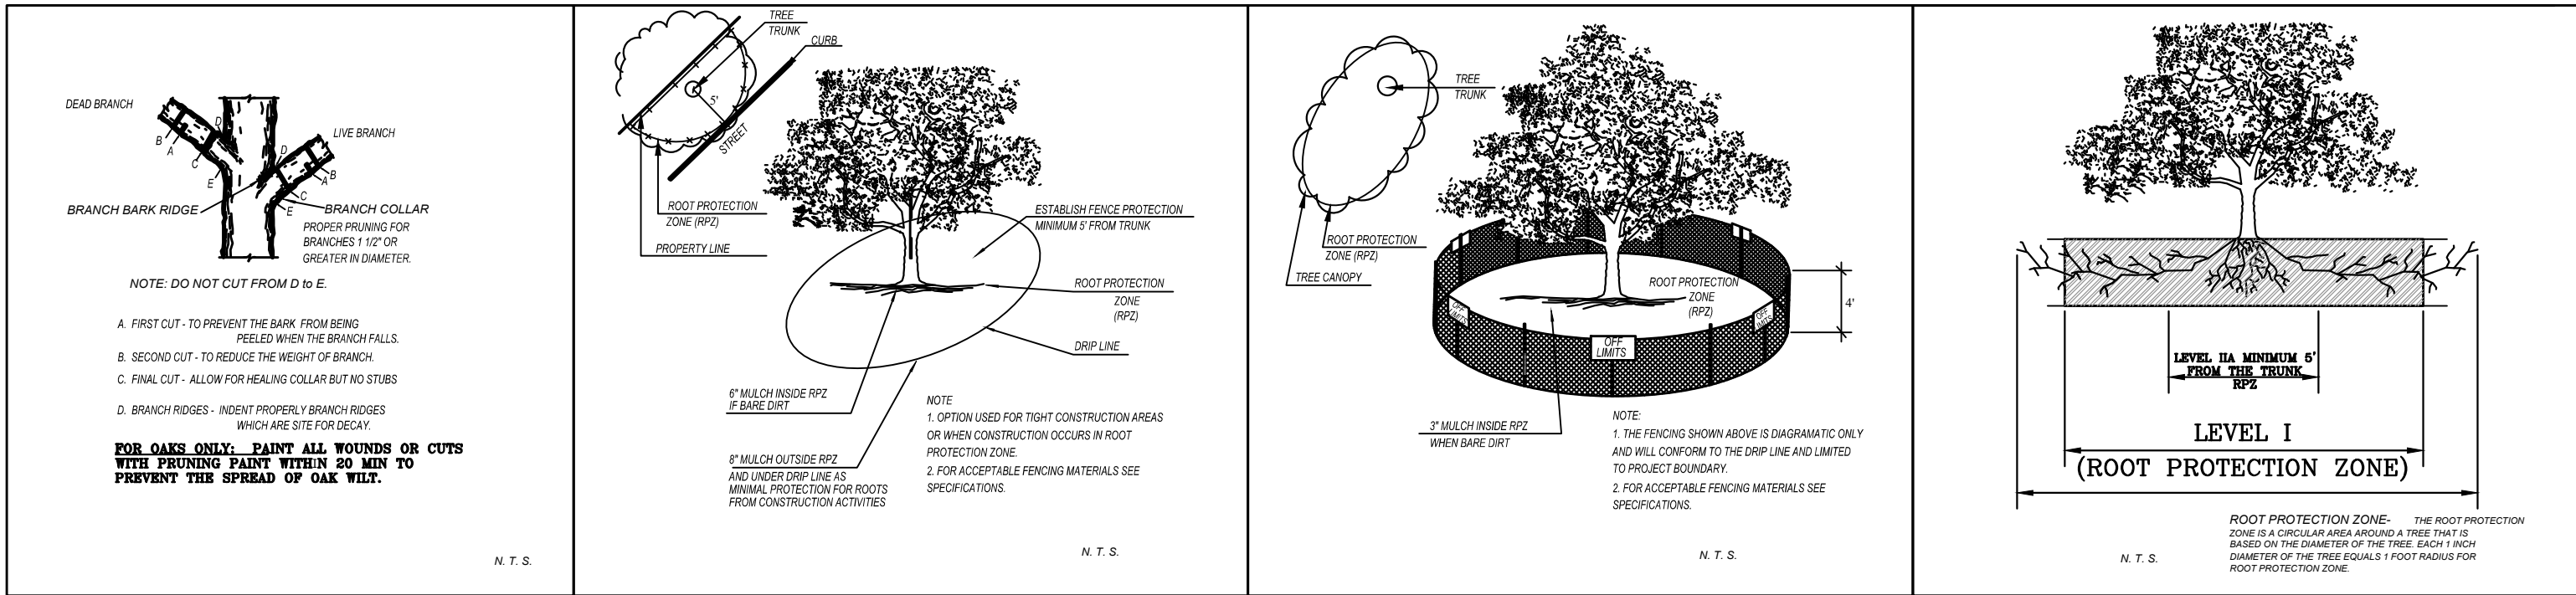 DEAD BRANCH
D
B
A
C
E
LIVE BRANCH
D
B
A
C
E
BRANCH BARK RIDGE
BRANCH COLLAR
PROPER PRUNING FOR
BRANCHES 1 1/2" OR
GREATER IN DIAMETER.
NOTE: DO NOT CUT FROM D to E.
A. FIRST CUT - TO PREVENT THE BARK FROM BEING
PEELED WHEN THE BRANCH FALLS.
B. SECOND CUT - TO REDUCE THE WEIGHT OF BRANCH.
C. FINAL CUT - ALLOW FOR HEALING COLLAR BUT NO STUBS
D. BRANCH RIDGES - INDENT PROPERLY BRANCH RIDGES
WHICH ARE SITE FOR DECAY.
FOR OAKS ONLY: PAINT ALL WOUNDS OR CUTS
WITH PRUNING PAINT WITHIN 20 MIN TO
PREVENT THE SPREAD OF OAK WILT.
N. T. S.
TREE
TRUNK
CURB
5'
STREET
ROOT PROTECTION
ZONE (RPZ)
PROPERTY LINE
ESTABLISH FENCE PROTECTION
MINIMUM 5' FROM TRUNK
ROOT PROTECTION
ZONE
(RPZ)
DRIP LINE
6" MULCH INSIDE RPZ
IF BARE DIRT
8" MULCH OUTSIDE RPZ
AND UNDER DRIP LINE AS
MINIMAL PROTECTION FOR ROOTS
FROM CONSTRUCTION ACTIVITIES
NOTE
1. OPTION USED FOR TIGHT CONSTRUCTION AREAS
OR WHEN CONSTRUCTION OCCURS IN ROOT
PROTECTION ZONE.
2. FOR ACCEPTABLE FENCING MATERIALS SEE
SPECIFICATIONS.
N. T. S.
TREE
TRUNK
ROOT PROTECTION
ZONE (RPZ)
TREE CANOPY
ROOT PROTECTION
ZONE
(RPZ)
4'
OFF
LIMITS
OFF
LIMITS
OFF
LIMITS
3" MULCH INSIDE RPZ
WHEN BARE DIRT
NOTE:
1. THE FENCING SHOWN ABOVE IS DIAGRAMATIC ONLY
AND WILL CONFORM TO THE DRIP LINE AND LIMITED
TO PROJECT BOUNDARY.
2. FOR ACCEPTABLE FENCING MATERIALS SEE
SPECIFICATIONS.
N. T. S.
LEVEL IIA MINIMUM 5'
FROM THE TRUNK
RPZ
LEVEL I
(ROOT PROTECTION ZONE)
ROOT PROTECTION ZONE- THE ROOT PROTECTION
ZONE IS A CIRCULAR AREA AROUND A TREE THAT IS
BASED ON THE DIAMETER OF THE TREE. EACH 1 INCH
DIAMETER OF THE TREE EQUALS 1 FOOT RADIUS FOR
ROOT PROTECTION ZONE.
N. T. S.